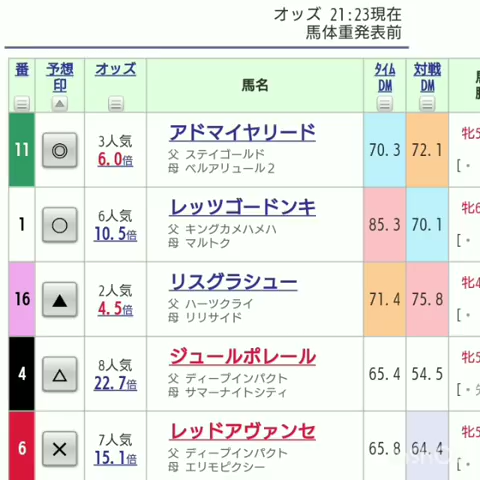 オッズ 21:23現在
馬体重発表前
番 予想印 オッズ 馬名 タイムDM 対戦DM
11 ◎ 3人気 6.0倍 アドマイヤリード 70.3 72.1 牝5
父 ステイゴールド
母 ベルアリュール２
1 ○ 6人気 10.5倍 レッツゴードンキ 85.3 70.1 牝6
父 キングカメハメハ
母 マルトク
16 ▲ 2人気 4.5倍 リスグラシュー 71.4 75.8 牝4
父 ハーツクライ
母 リリサイド
4 △ 8人気 22.7倍 ジュールポレール 65.4 54.5 牝5
父 ディープインパクト
母 サマーナイトシティ
6 × 7人気 15.1倍 レッドアヴァンセ 65.8 64.4 牝5
父 ディープインパクト
母 エリモピクシー